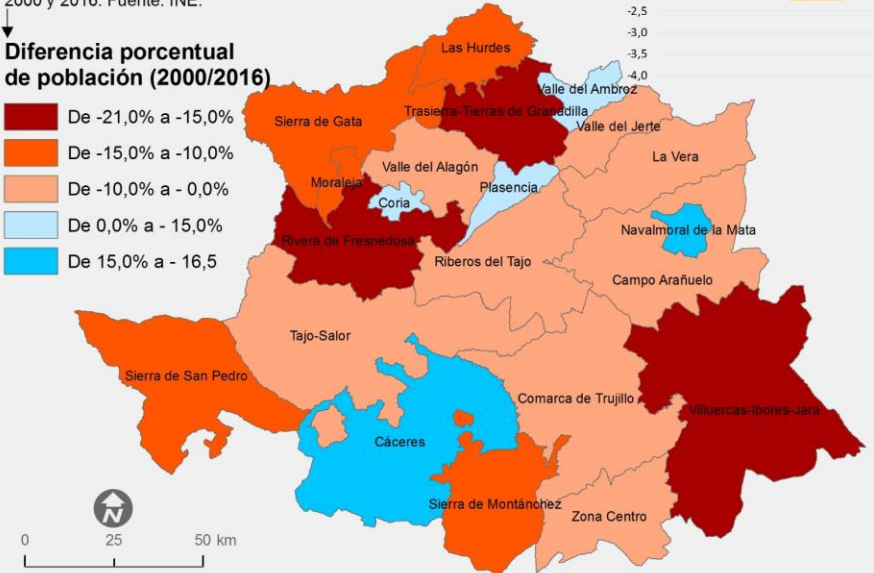 2000 y 2016. Fuente: INE.
-2,5
-3,0
-3,5
-4,0
Diferencia porcentual
de población (2000/2016)
De -21,0% a -15,0%
De -15,0% a -10,0%
De -10,0% a - 0,0%
De 0,0% a - 15,0%
De 15,0% a - 16,5
Las Hurdes
Valle del Ambroz
Sierra de Gata
Trasierra-Tierras de Granadilla
Valle del Jerte
La Vera
Valle del Alagón
Moraleja
Plasencia
Coria
Navalmoral de la Mata
Rivera de Fresnedosa
Riberos del Tajo
Campo Arañuelo
Tajo-Salor
Sierra de San Pedro
Comarca de Trujillo
Villuercas-Ibores-Jara
Cáceres
Sierra de Montánchez
Zona Centro
N
0 25 50 km